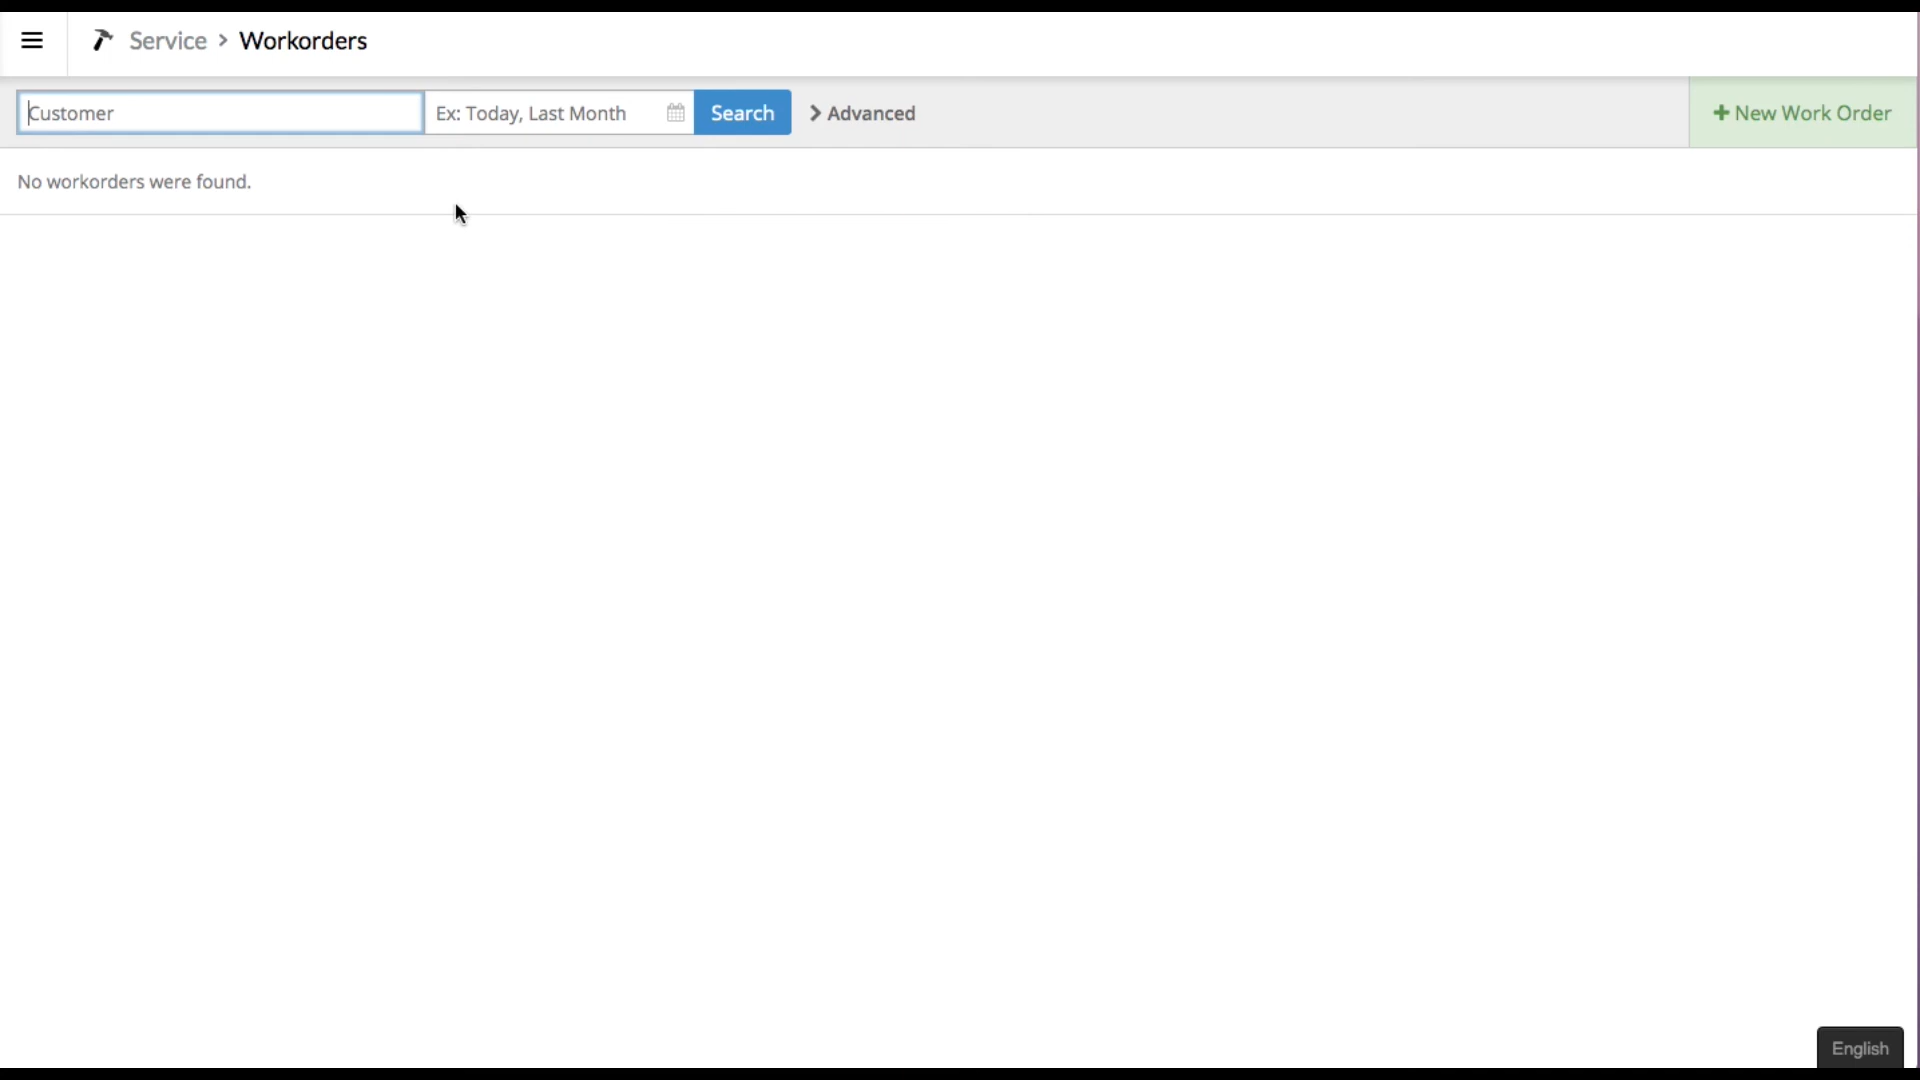 Service > Workorders
Customer Ex: Today, Last Month Search > Advanced + New Work Order
No workorders were found.
English